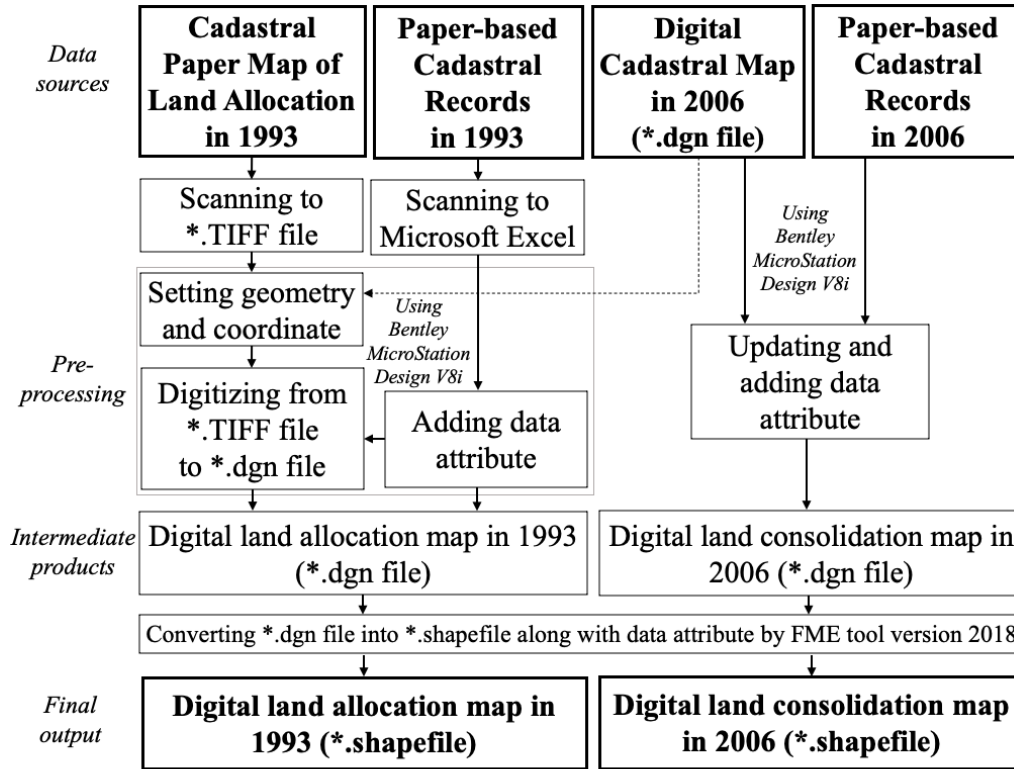 Data
sources
Cadastral
Paper Map of
Land Allocation
in 1993
Paper-based
Cadastral
Records
in 1993
Digital
Cadastral Map
in 2006
(*.dgn file)
Paper-based
Cadastral
Records
in 2006
Scanning to
*.TIFF file
Scanning to
Microsoft Excel
Using
Bentley
MicroStation
Design V8i
Pre-
processing
Setting geometry
and coordinate
Using
Bentley
MicroStation
Design V8i
Digitizing from
*.TIFF file
to *.dgn file
Adding data
attribute
Updating and
adding data
attribute
Intermediate
products
Digital land allocation map in 1993
(*.dgn file)
Digital land consolidation map in
2006 (*.dgn file)
Converting *.dgn file into *.shapefile along with data attribute by FME tool version 2018
Final
output
Digital land allocation map in
1993 (*.shapefile)
Digital land consolidation map
in 2006 (*.shapefile)